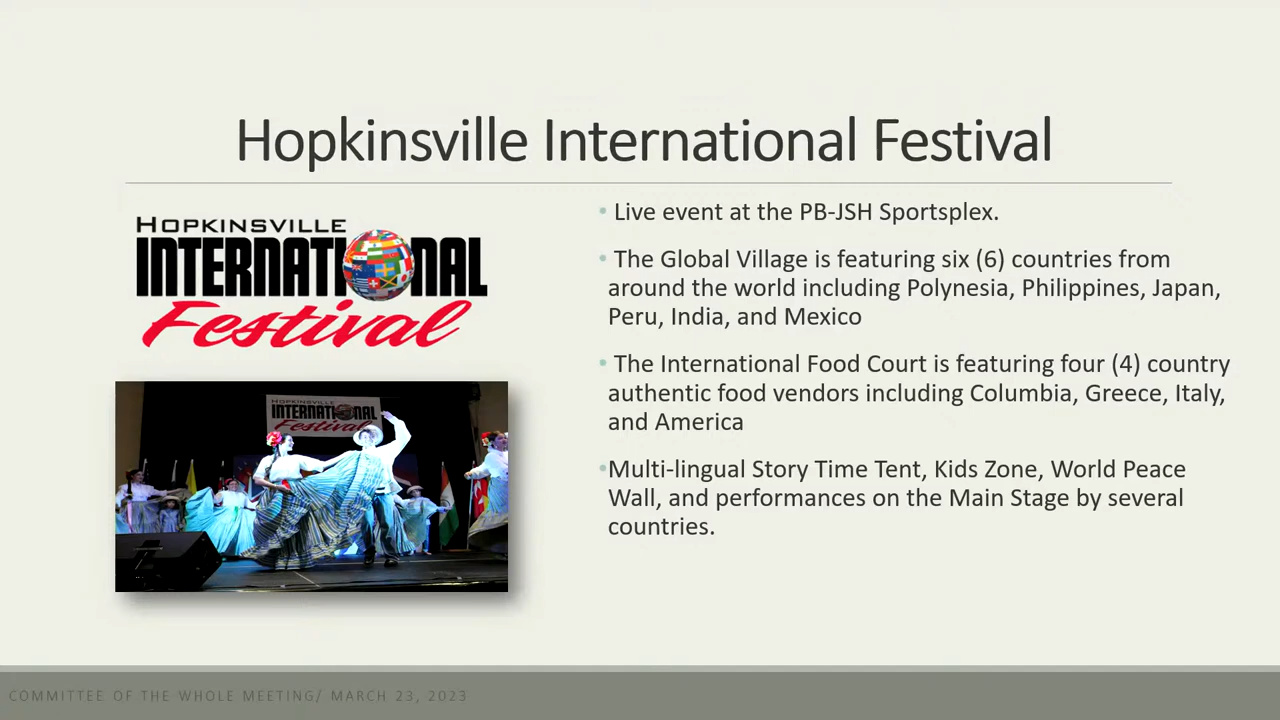 Hopkinsville International Festival
HOPKINSVILLE
INTERNATIONAL
Festival
• Live event at the PB-JSH Sportsplex.
• The Global Village is featuring six (6) countries from
around the world including Polynesia, Philippines, Japan,
Peru, India, and Mexico
• The International Food Court is featuring four (4) country
authentic food vendors including Columbia, Greece, Italy,
and America
•Multi-lingual Story Time Tent, Kids Zone, World Peace
Wall, and performances on the Main Stage by several
countries.
HOPKINSVILLE
INTERNATIONAL
Festival
COMMITTEE OF THE WHOLE MEETING/ MARCH 23, 2023